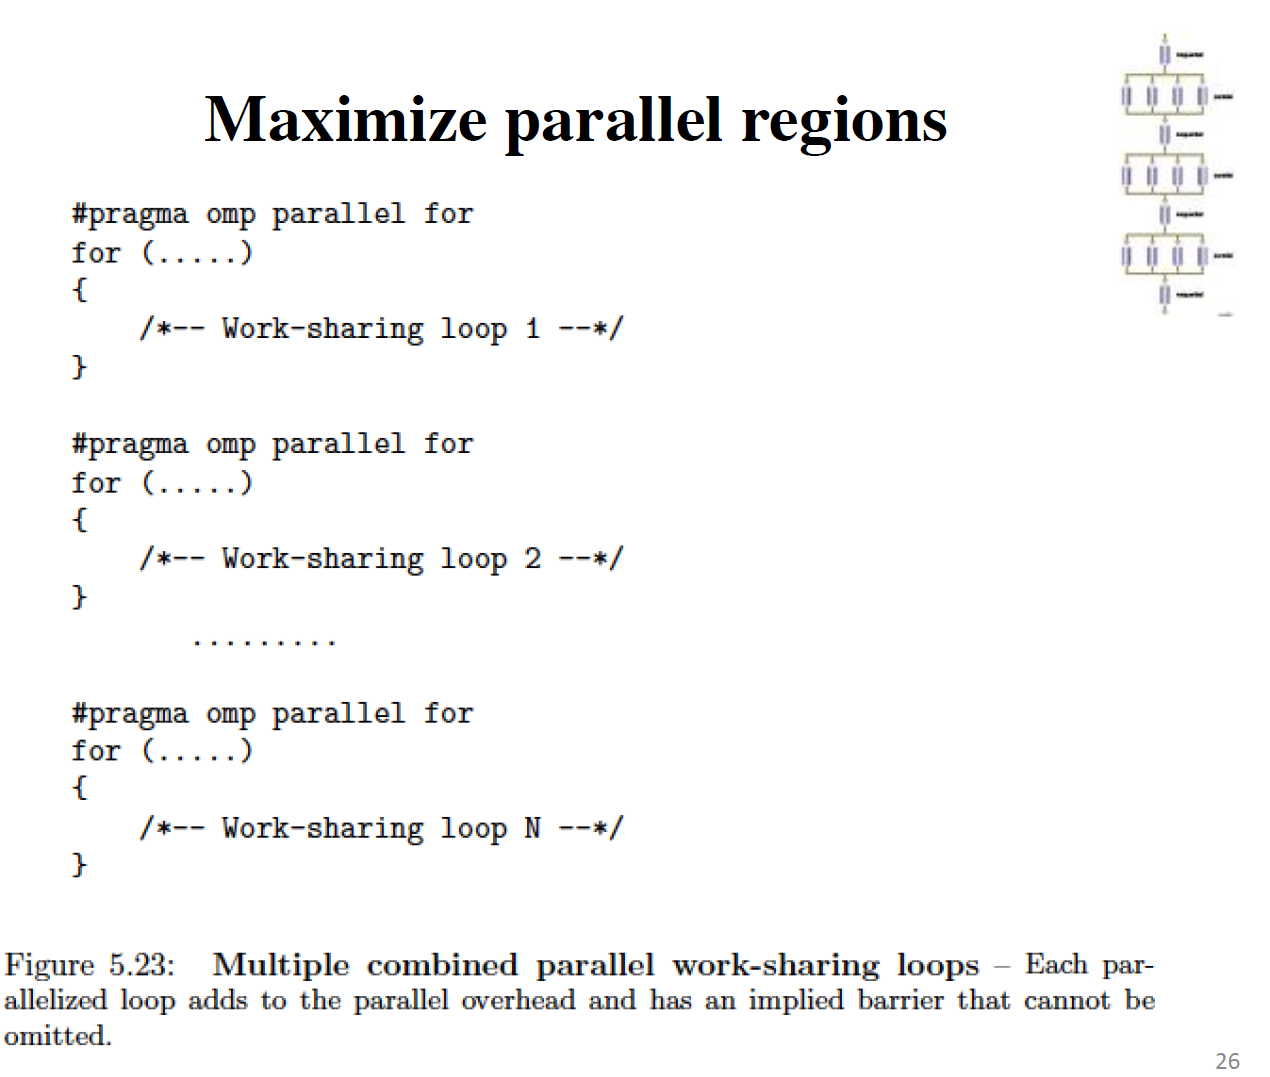 Maximize parallel regions
#pragma omp parallel for
for (.....)
{
/*-- Work-sharing loop 1 --*/
}
#pragma omp parallel for
for (.....)
{
/*-- Work-sharing loop 2 --*/
}
.........
#pragma omp parallel for
for (.....)
{
/*-- Work-sharing loop N --*/
}
Figure 5.23: Multiple combined parallel work-sharing loops – Each par-
allelized loop adds to the parallel overhead and has an implied barrier that cannot be
omitted.
26